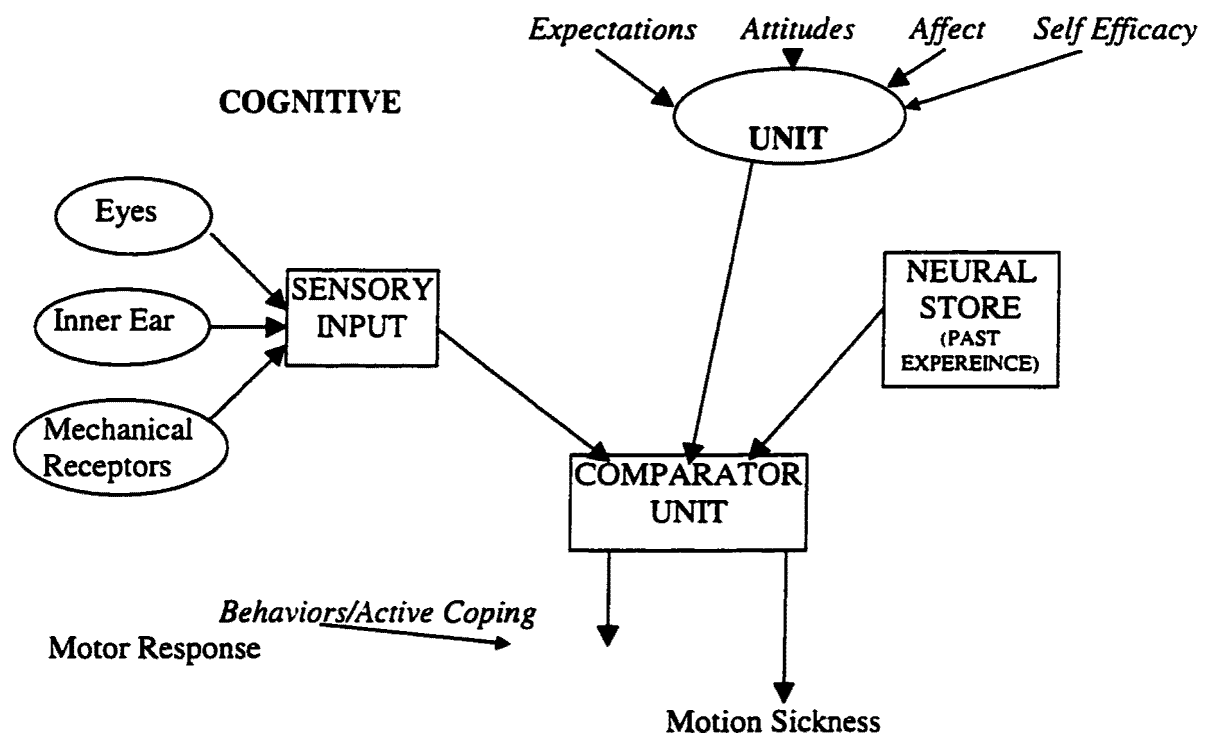 Expectations Attitudes Affect Self Efficacy
COGNITIVE
UNIT
Eyes
Inner Ear
Mechanical
Receptors
SENSORY
INPUT
NEURAL
STORE
(PAST
EXPEREINCE)
COMPARATOR
UNIT
Behaviors/Active Coping
Motor Response
Motion Sickness